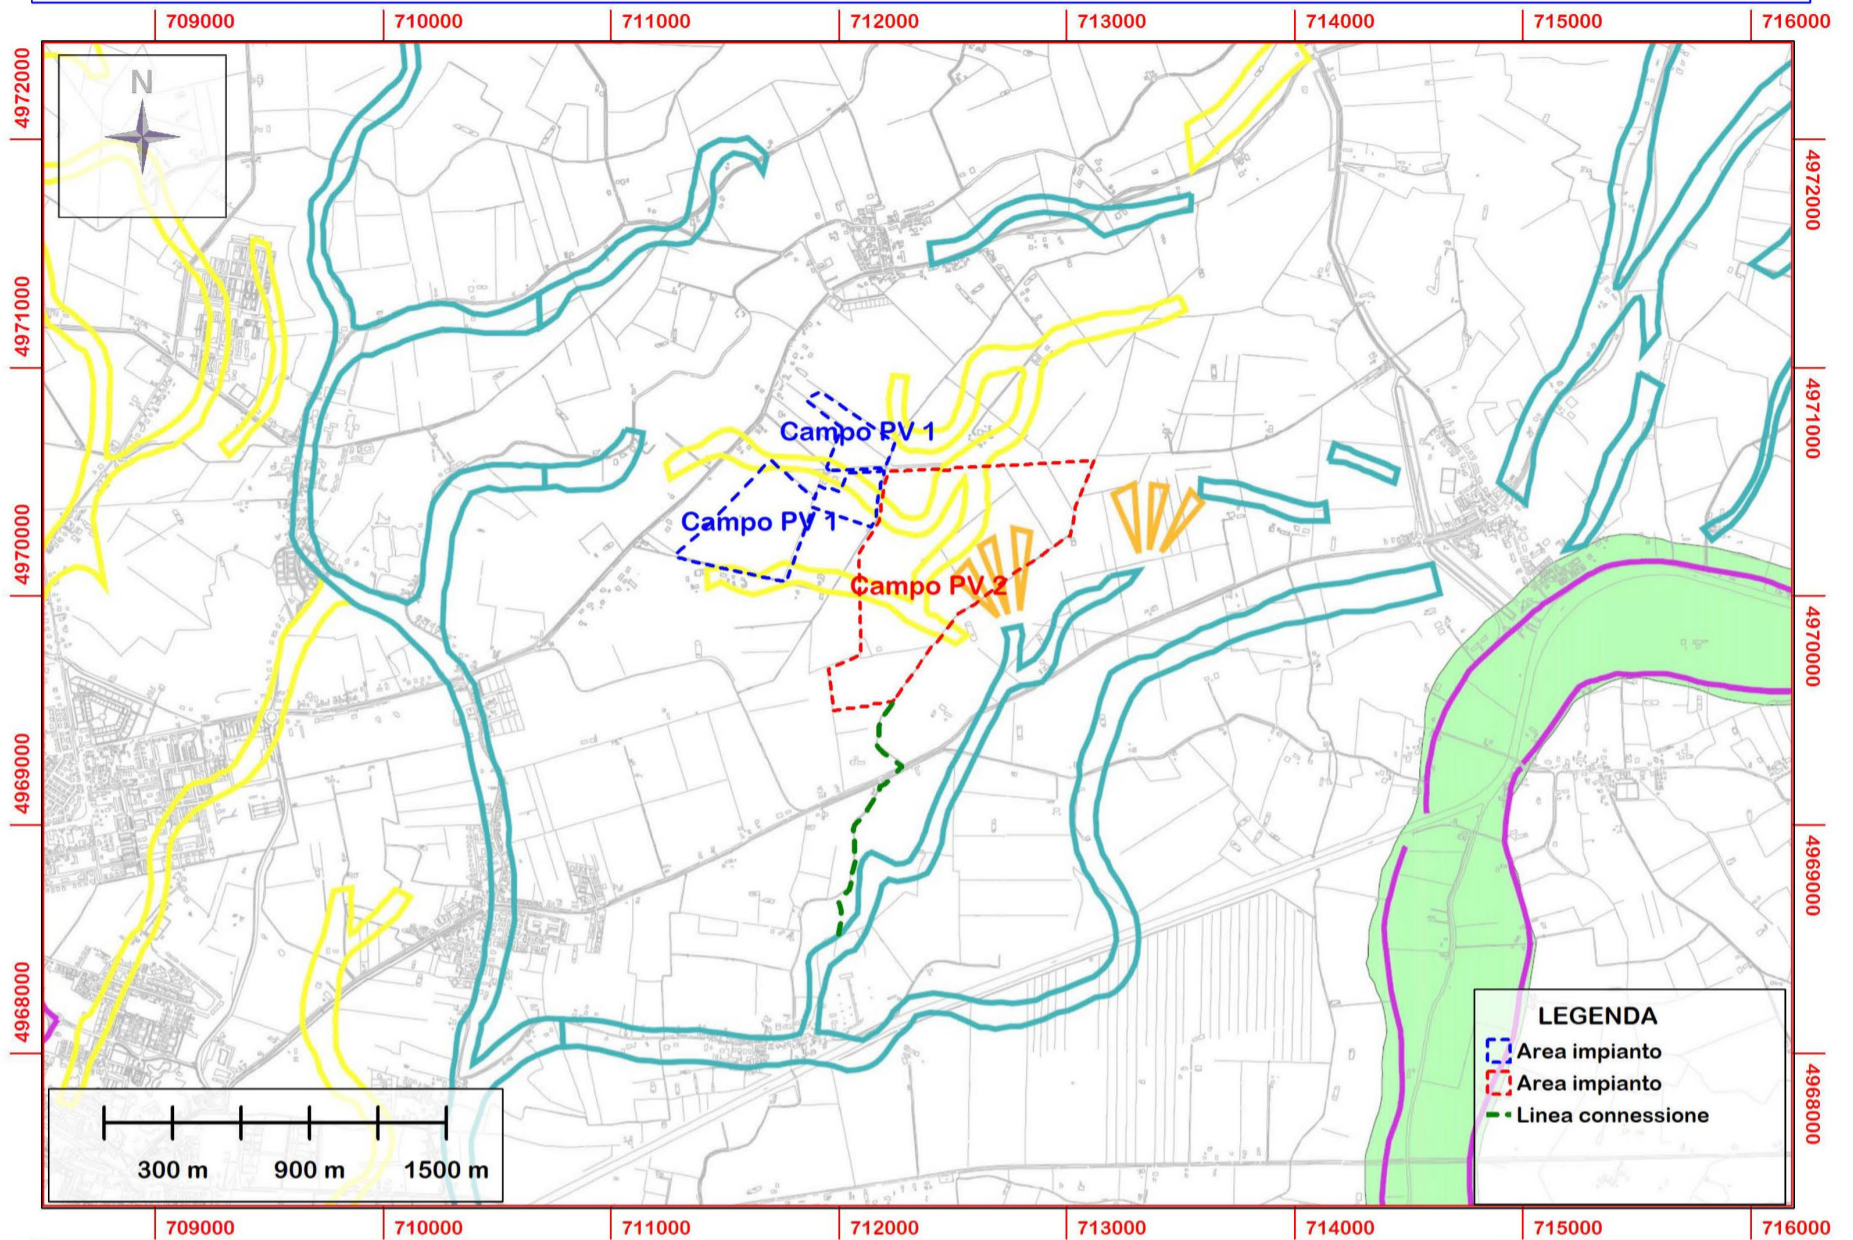 709000 710000 711000 712000 713000 714000 715000 716000
N
4972000
4972000
4971000
4971000
Campo PV 1
Campo PV 1
4970000
Campo PV 2
4970000
4969000
4969000
4968000
LEGENDA
Area impianto
Area impianto
Linea connessione
4968000
300 m 900 m 1500 m
709000 710000 711000 712000 713000 714000 715000 716000